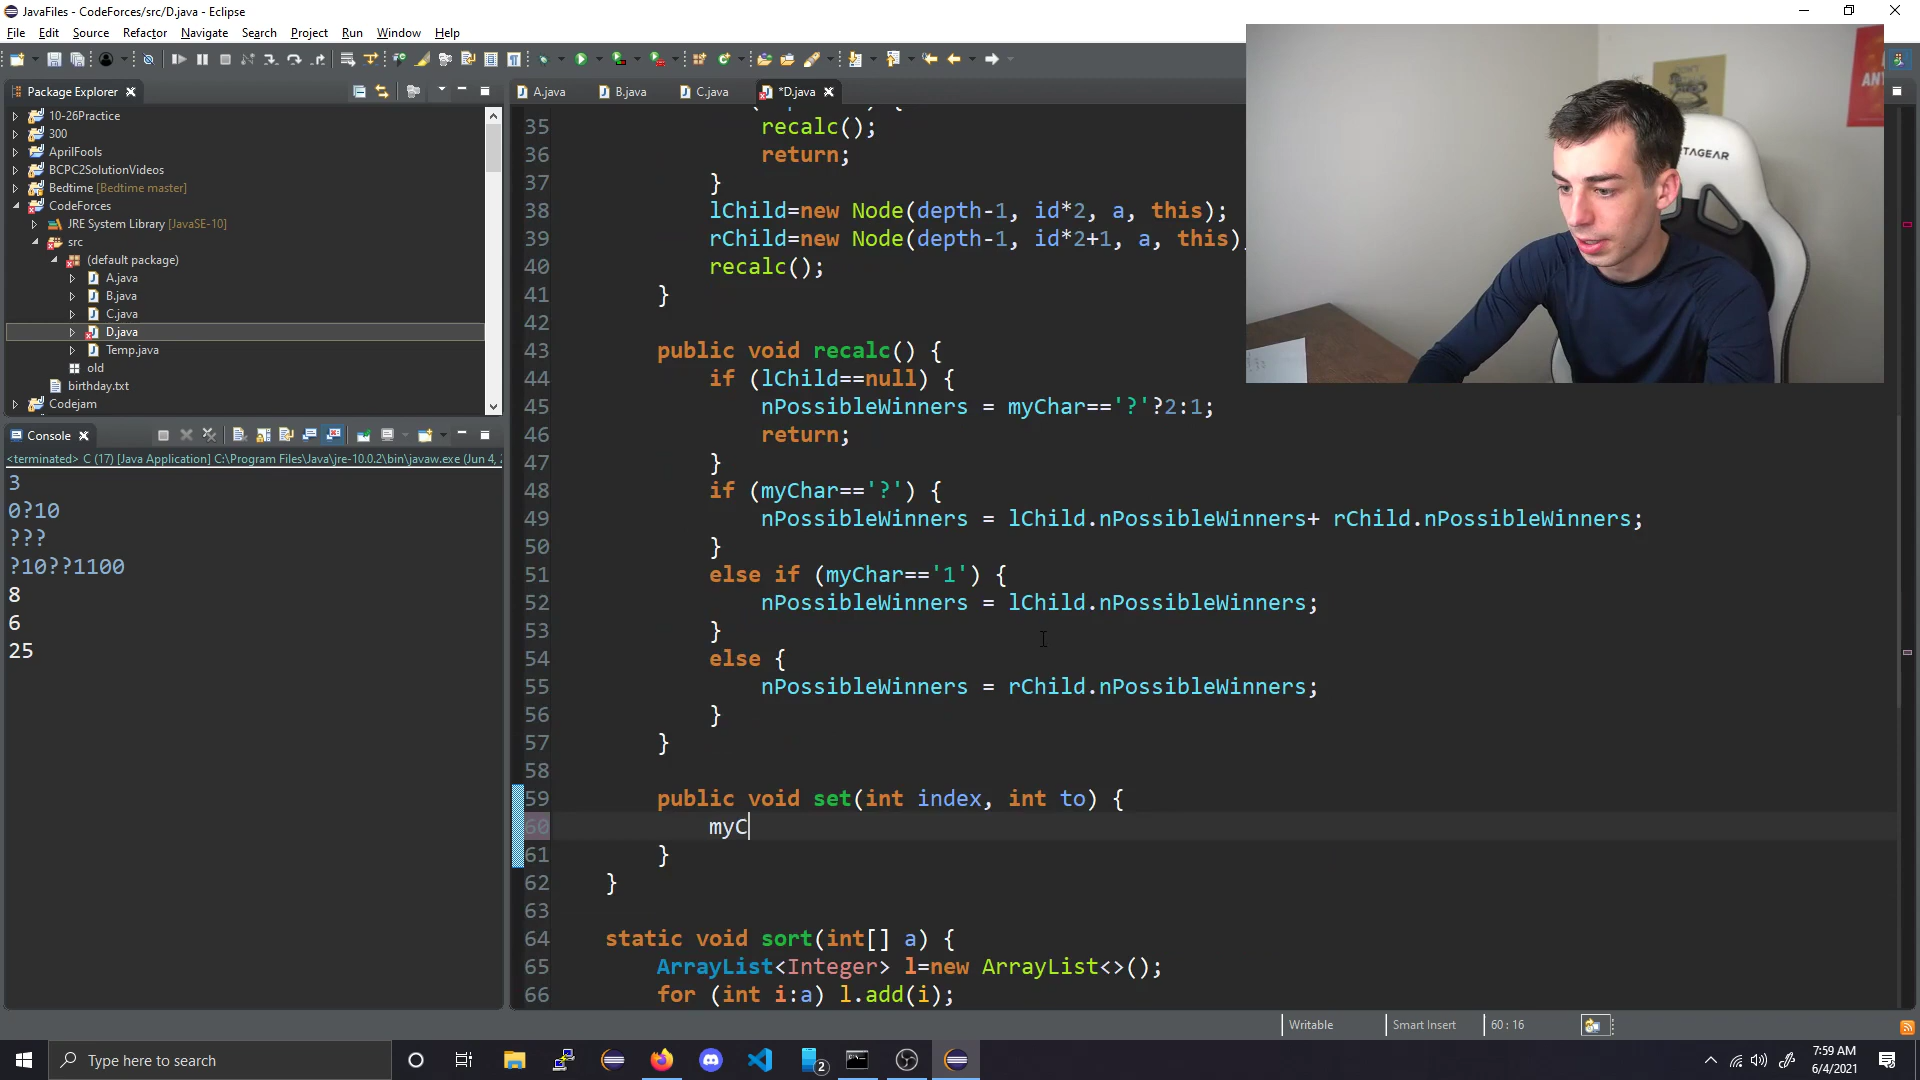 JavaFiles - CodeForces/src/D.java - Eclipse
File Edit Source Refactor Navigate Search Project Run Window Help
Package Explorer
10-26Practice
300
AprilFools
BCPC2SolutionVideos
Bedtime [Bedtime master]
CodeForces
JRE System Library [JavaSE-10]
src
(default package)
A.java
B.java
C.java
D.java
Temp.java
old
birthday.txt
Codejam
Console
<terminated> C (17) [Java Application] C:\Program Files\Java\jre-10.0.2\bin\javaw.exe (Jun 4, 
3
0?10
???
?10??1100
8
6
25
A.java B.java C.java *D.java
35 recalc();
36 return;
37 }
38 lChild=new Node(depth-1, id*2, a, this);
39 rChild=new Node(depth-1, id*2+1, a, this)
40 recalc();
41 }
42
43 public void recalc() {
44 if (lChild==null) {
45 nPossibleWinners = myChar=='?'?2:1;
46 return;
47 }
48 if (myChar=='?') {
49 nPossibleWinners = lChild.nPossibleWinners+ rChild.nPossibleWinners;
50 }
51 else if (myChar=='1') {
52 nPossibleWinners = lChild.nPossibleWinners;
53 }
54 else {
55 nPossibleWinners = rChild.nPossibleWinners;
56 }
57 }
58
59 public void set(int index, int to) {
60 myC
61 }
62 }
63
64 static void sort(int[] a) {
65 ArrayList<Integer> l=new ArrayList<>();
66 for (int i:a) l.add(i);
Writable Smart Insert 60 : 16
Type here to search
2
7:59 AM
6/4/2021